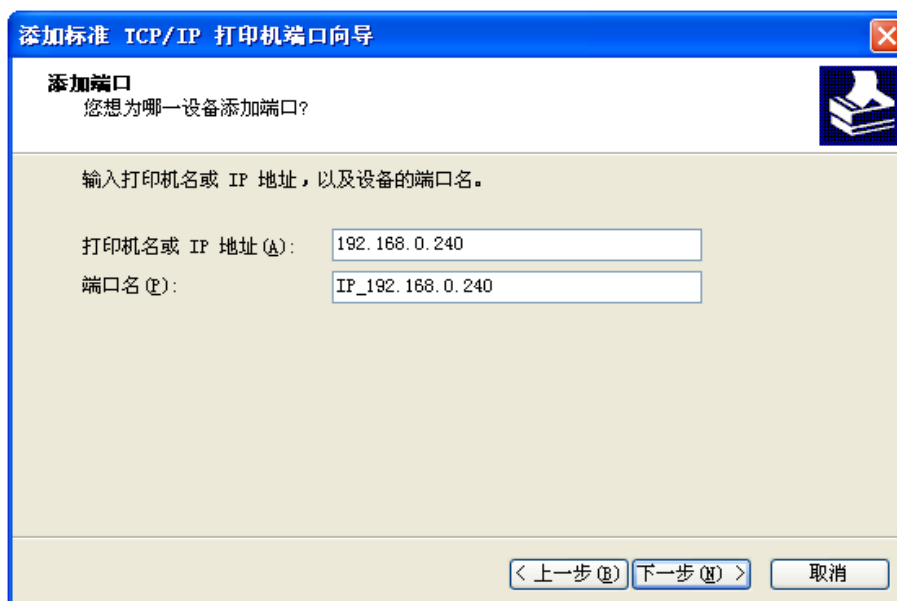 添加标准 TCP/IP 打印机端口向导
添加端口
您想为哪一设备添加端口?
输入打印机名或 IP 地址,以及设备的端口名。
打印机名或 IP 地址(A): 192.168.0.240
端口名(P): IP_192.168.0.240
< 上一步(B) 下一步(N) > 取消